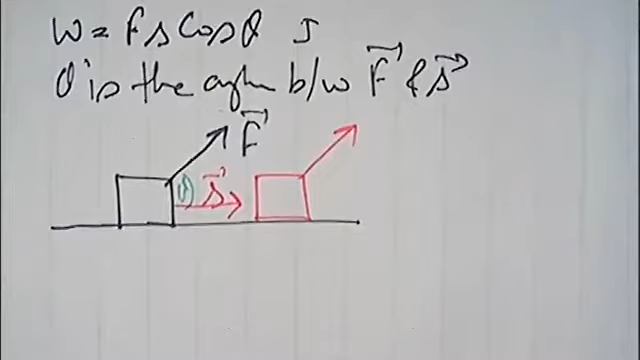 W = Fs Cos θ J
θ is the angle b/w F⃗ & s⃗
F⃗
θ s⃗